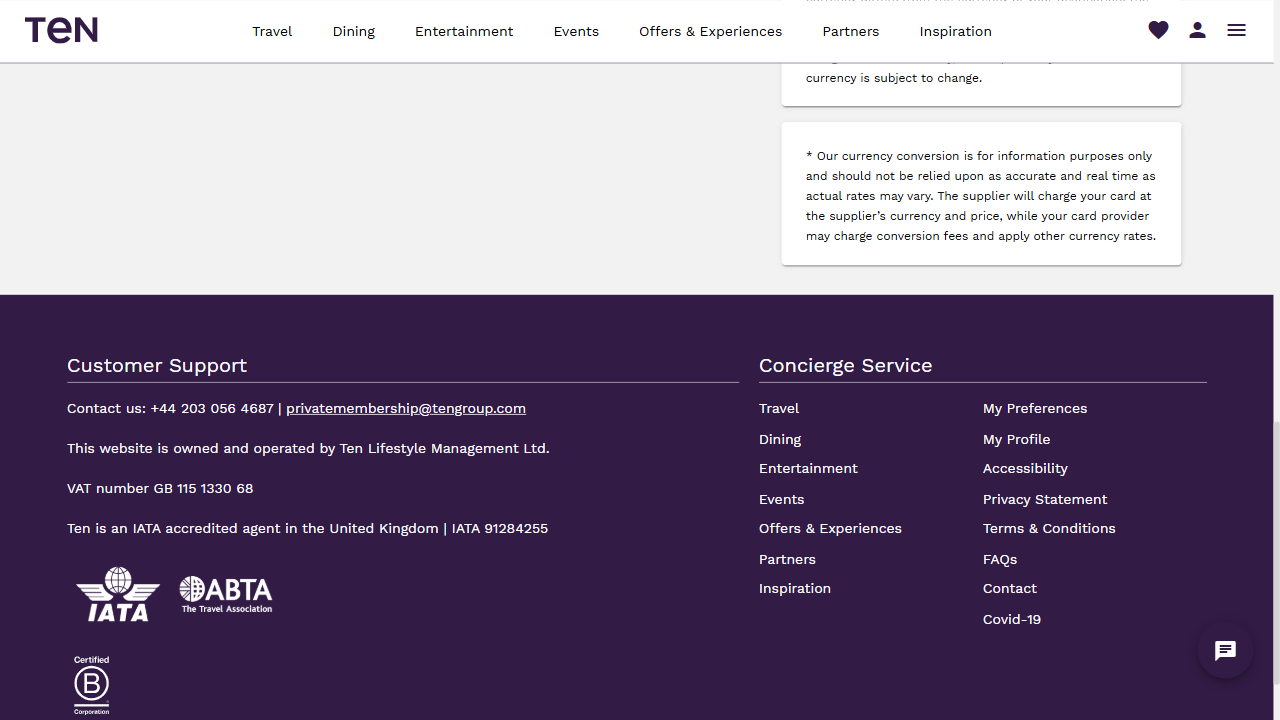 TEN
Travel
Dining
Entertainment
Events
Offers & Experiences
Partners
Inspiration
currency is subject to change.
* Our currency conversion is for information purposes only
and should not be relied upon as accurate and real time as
actual rates may vary. The supplier will charge your card at
the supplier's currency and price, while your card provider
may charge conversion fees and apply other currency rates.
Customer Support
Contact us: +44 203 056 4687 | privatemembership@tengroup.com
This website is owned and operated by Ten Lifestyle Management Ltd.
VAT number GB 115 1330 68
Ten is an IATA accredited agent in the United Kingdom | IATA 91284255
IATA
ABTA
The Travel Association
Certified
B
Corporation
Concierge Service
Travel
Dining
Entertainment
Events
Offers & Experiences
Partners
Inspiration
My Preferences
My Profile
Accessibility
Privacy Statement
Terms & Conditions
FAQs
Contact
Covid-19